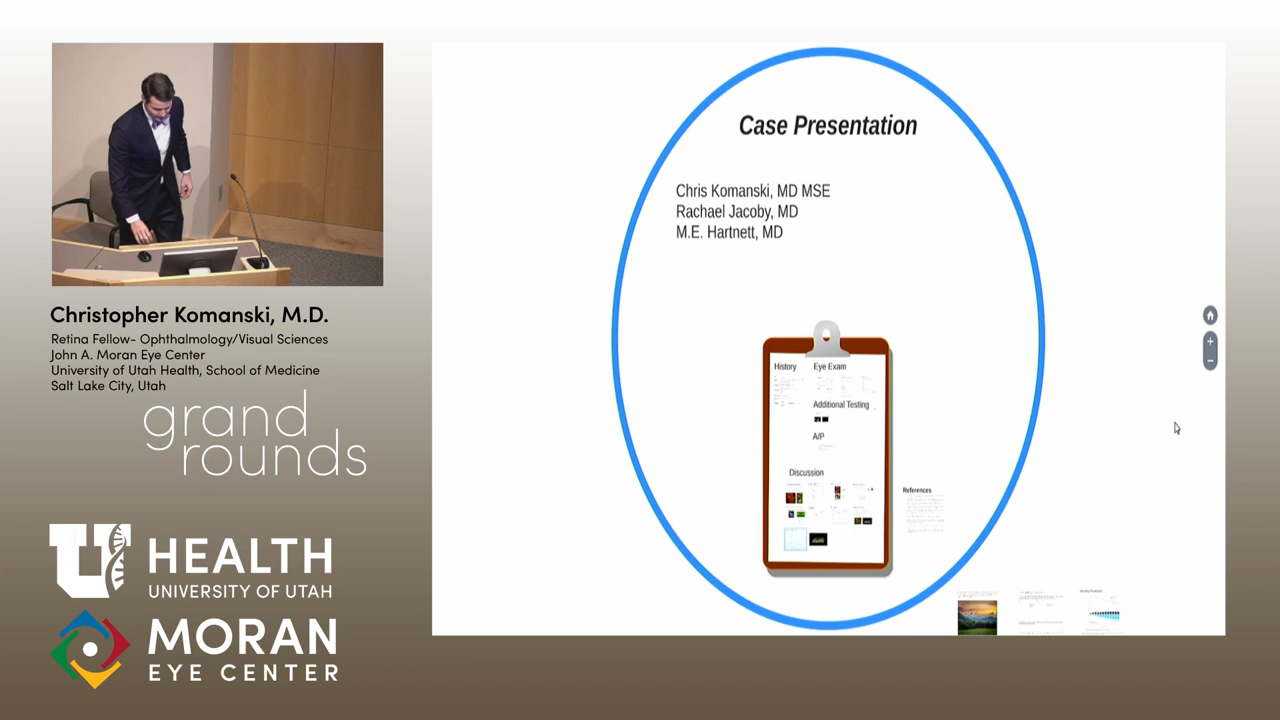 Christopher Komanski, M.D.
Retina Fellow- Ophthalmology/Visual Sciences
John A. Moran Eye Center
University of Utah Health, School of Medicine
Salt Lake City, Utah
grand
rounds
U HEALTH
UNIVERSITY OF UTAH
MORAN
EYE CENTER
Case Presentation
Chris Komanski, MD MSE
Rachael Jacoby, MD
M.E. Hartnett, MD
History
Eye Exam
Additional Testing
A/P
Discussion
References